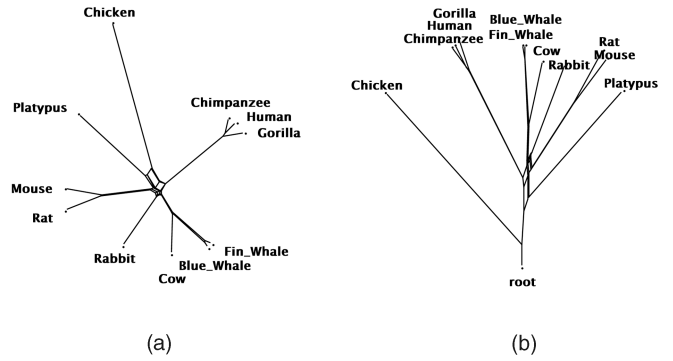 Chicken
Platypus
Chimpanzee
Human
Gorilla
Mouse
Rat
Rabbit
Fin_Whale
Blue_Whale
Cow
(a)
Gorilla
Human
Chimpanzee
Blue_Whale
Fin_Whale
Cow
Rabbit
Rat
Mouse
Platypus
Chicken
root
(b)